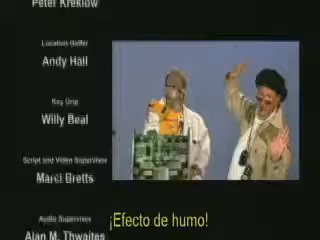 Peter Kreklow
Location Gaffer
Andy Hall
Key Grip
Willy Beal
Script and Video Supervisor
Marci Bretts
Audio Supervisor
Alan M. Thwaites
¡Efecto de humo!